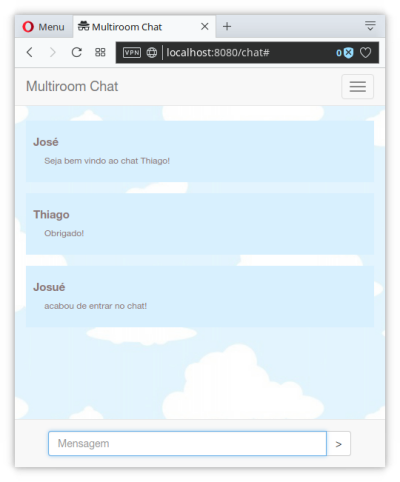 Menu
Multiroom Chat
VPN
localhost:8080/chat#
0
Multiroom Chat
José
Seja bem vindo ao chat Thiago!
Thiago
Obrigado!
Josué
acabou de entrar no chat!
Mensagem
>